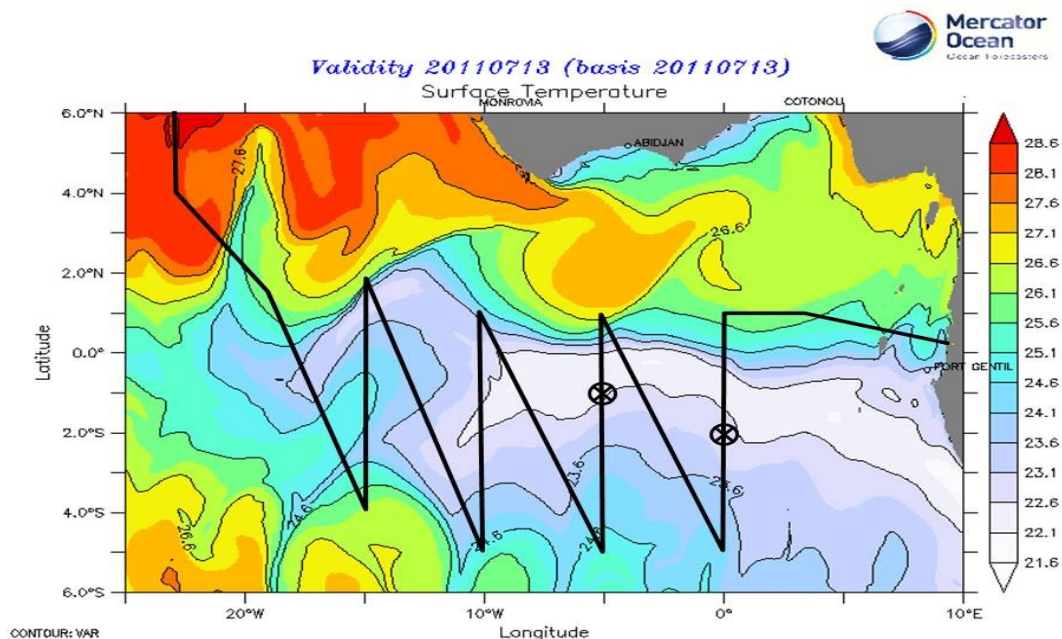 Mercator
Ocean
Ocean Forecasters
Validity 20110713 (basis 20110713)
Surface Temperature
MONROVIA
COTONOU
ABIDJAN
PORT GENTIL
6.0°N
4.0°N
2.0°N
0.0°
2.0°S
4.0°S
6.0°S
Latitude
20°W
10°W
0°
10°E
Longitude
27.6
26.6
26.6
24.6
23.6
23.6
24.6
24.6
28.6
28.1
27.6
27.1
26.6
26.1
25.6
25.1
24.6
24.1
23.6
23.1
22.6
22.1
21.6
CONTOUR: VAR